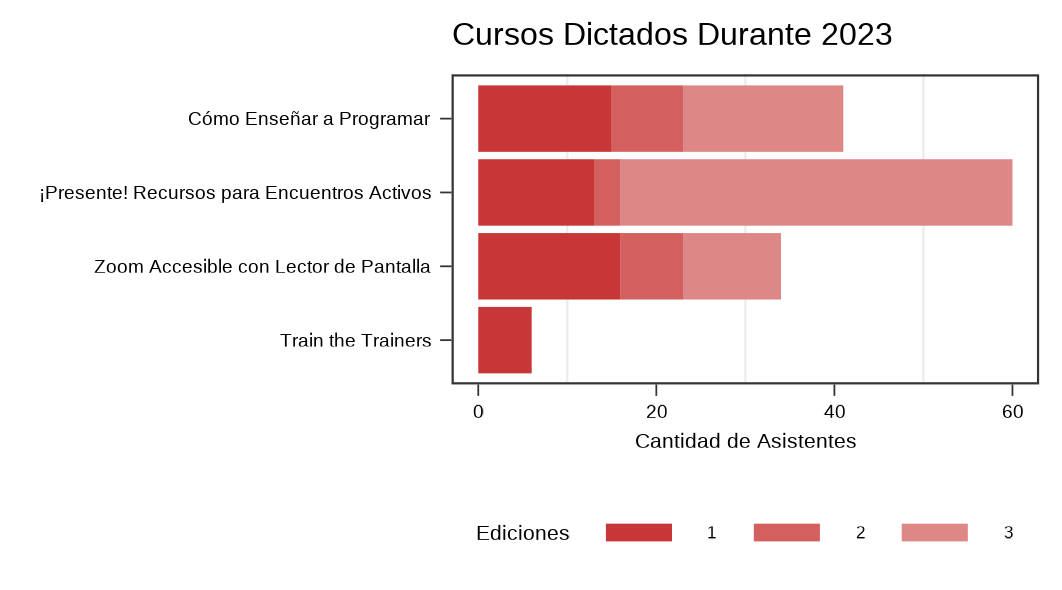 Cursos Dictados Durante 2023
Cómo Enseñar a Programar
¡Presente! Recursos para Encuentros Activos
Zoom Accesible con Lector de Pantalla
Train the Trainers
0 20 40 60
Cantidad de Asistentes
Ediciones 1 2 3